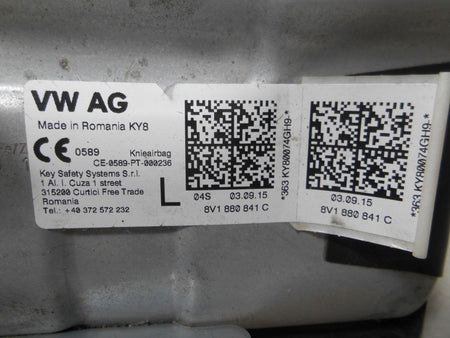 VW AG
Made in Romania KY8
CE 0589 Knieairbag
CE-0589-PT-000236
Key Safety Systems S.r.l.
1 Al. I. Cuza 1 street
315200 Curtici Free Trade
Romania
Tel.: +40 372 572 232
L
04S 03.09.15
8V1 880 841 C
*363 KY80074GH9-*
03.09.15
8V1 880 841 C
*363 KY80074GH9-*